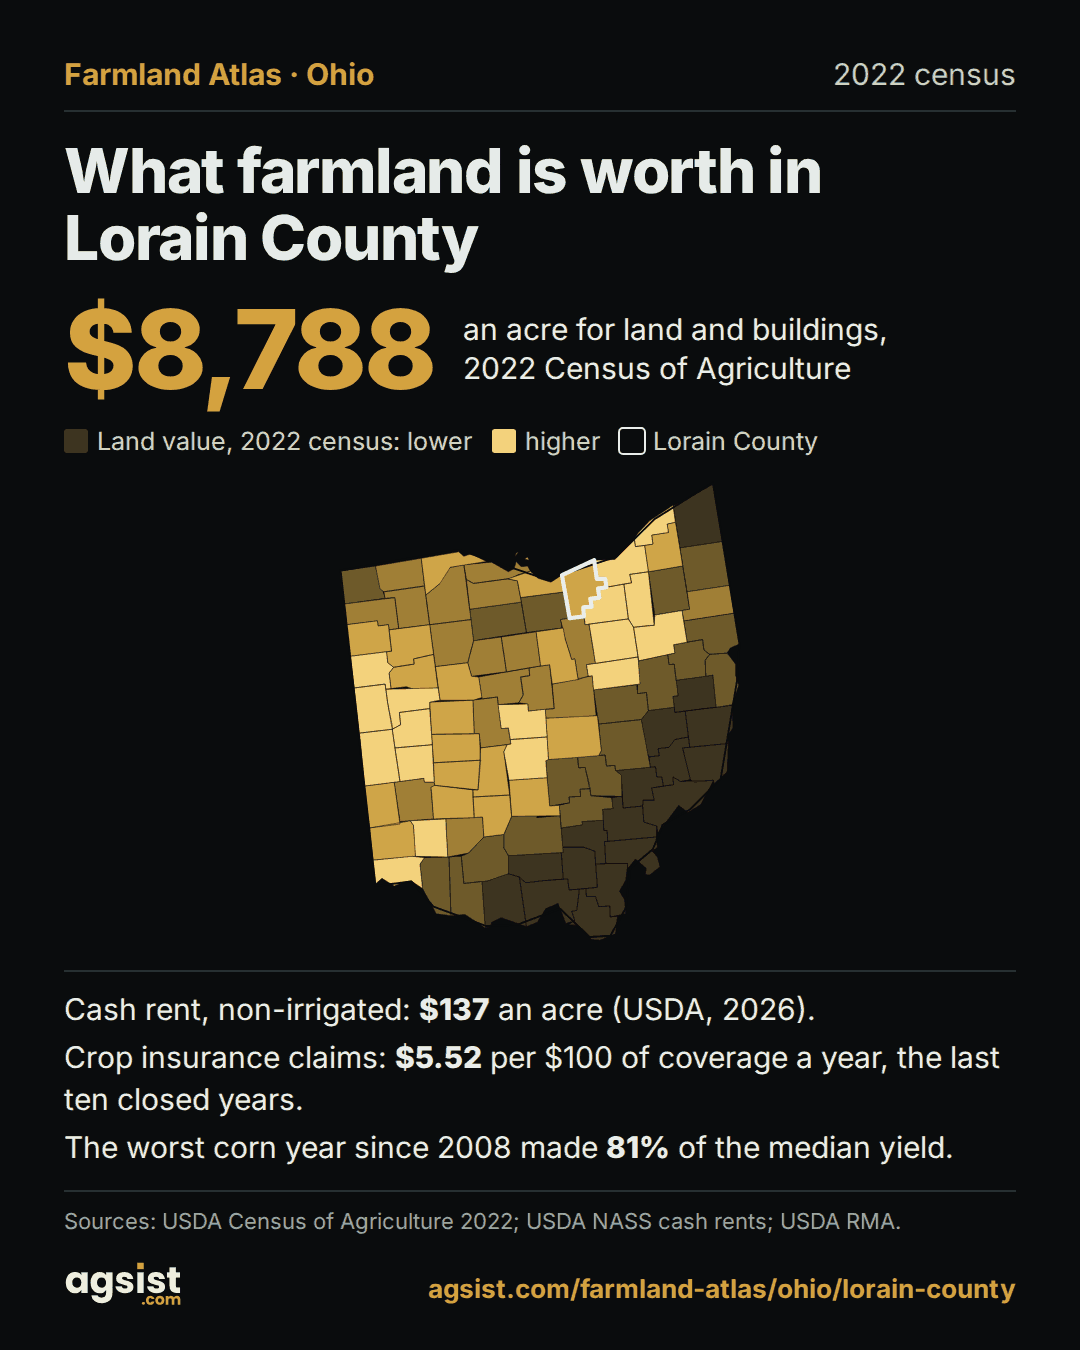 Farmland Atlas · Ohio
2022 census
What farmland is worth in
Lorain County
$8,788
an acre for land and buildings,
2022 Census of Agriculture
Land value, 2022 census: lower
higher
Lorain County
Cash rent, non-irrigated: $137 an acre (USDA, 2026).
Crop insurance claims: $5.52 per $100 of coverage a year, the last
ten closed years.
The worst corn year since 2008 made 81% of the median yield.
Sources: USDA Census of Agriculture 2022; USDA NASS cash rents; USDA RMA.
agsist
.com
agsist.com/farmland-atlas/ohio/lorain-county